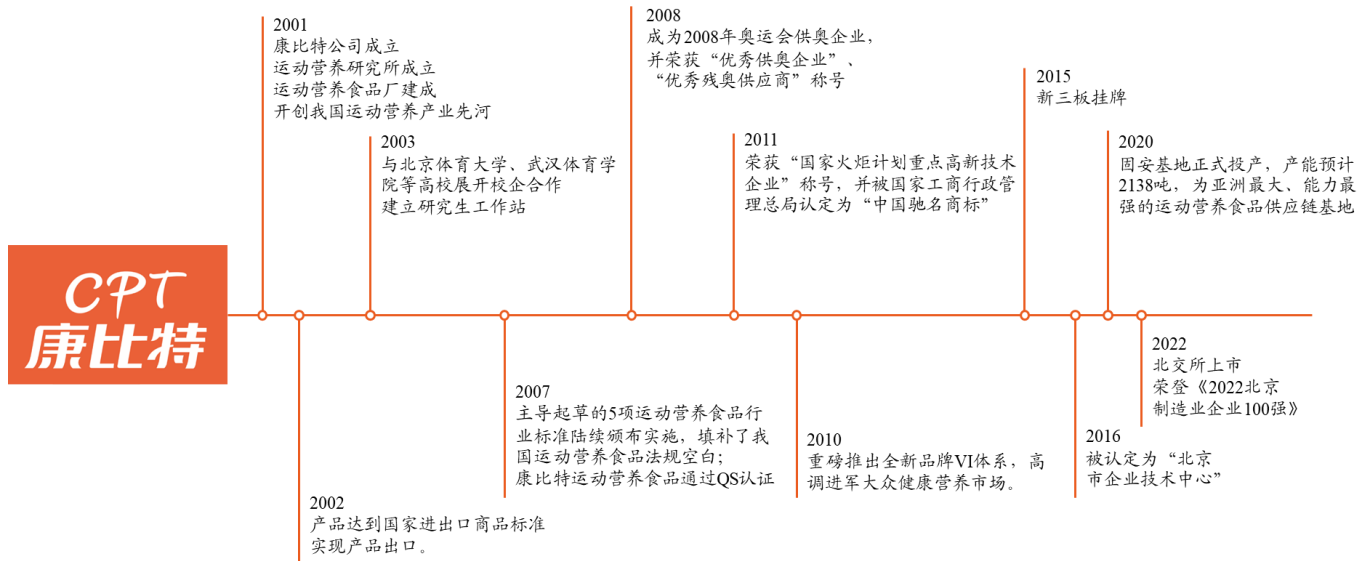 CPT
康比特
2001
康比特公司成立
运动营养研究所成立
运动营养食品厂建成
开创我国运动营养产业先河
2002
产品达到国家进出口商品标准
实现产品出口。
2003
与北京体育大学、武汉体育学
院等高校展开校企合作
建立研究生工作站
2007
主导起草的5项运动营养食品行
业标准陆续颁布实施，填补了我
国运动营养食品法规空白；
康比特运动营养食品通过QS认证
2008
成为2008年奥运会供奥企业，
并荣获“优秀供奥企业”、
“优秀残奥供应商”称号
2011
荣获“国家火炬计划重点高新技术
企业”称号，并被国家工商行政管
理总局认定为“中国驰名商标”
2010
重磅推出全新品牌VI体系，高
调进军大众健康营养市场。
2015
新三板挂牌
2016
被认定为“北京
市企业技术中心”
2020
固安基地正式投产，产能预计
2138吨，为亚洲最大、能力最
强的运动营养食品供应链基地
2022
北交所上市
荣登《2022北京
制造业企业100强》